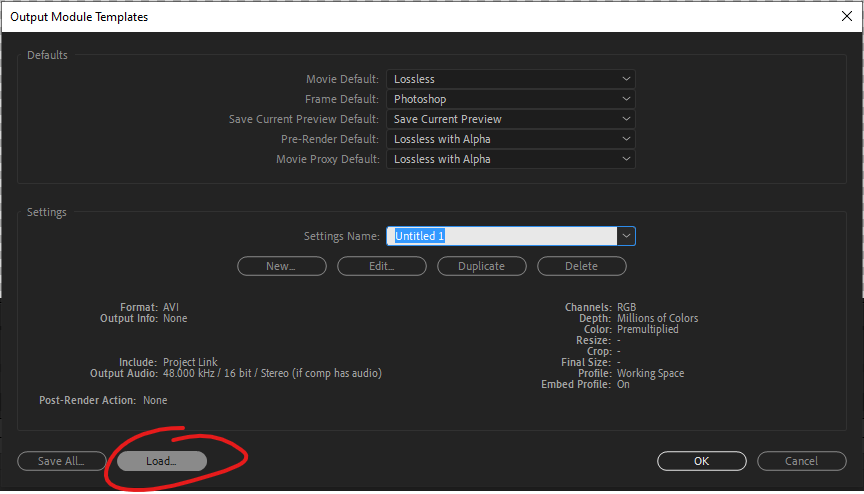 Output Module Templates
Defaults
Movie Default: Lossless
Frame Default: Photoshop
Save Current Preview Default: Save Current Preview
Pre-Render Default: Lossless with Alpha
Movie Proxy Default: Lossless with Alpha
Settings
Settings Name: Untitled 1
New... Edit... Duplicate Delete
Format: AVI
Output Info: None
Include: Project Link
Output Audio: 48.000 kHz / 16 bit / Stereo (if comp has audio)
Post-Render Action: None
Channels: RGB
Depth: Millions of Colors
Color: Premultiplied
Resize: -
Crop: -
Final Size: -
Profile: Working Space
Embed Profile: On
Save All... Load... OK Cancel